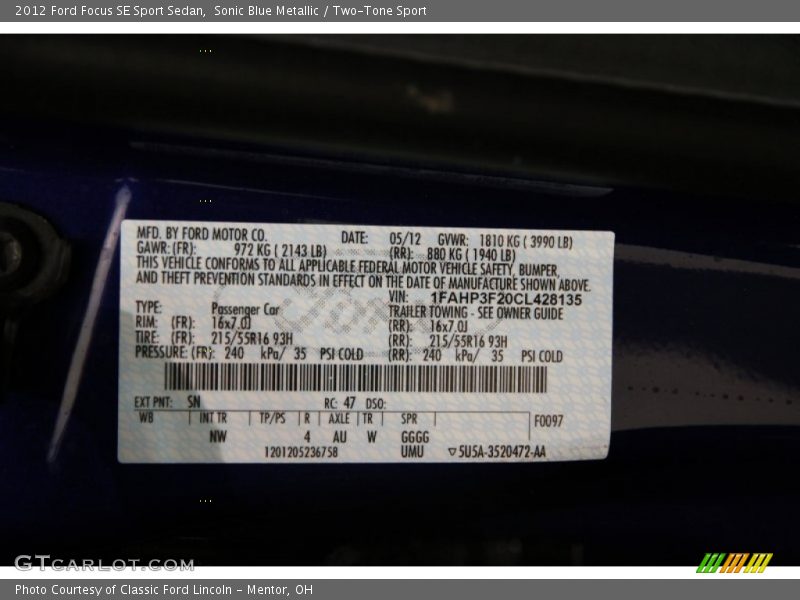 2012 Ford Focus SE Sport Sedan, Sonic Blue Metallic / Two-Tone Sport
MFD. BY FORD MOTOR CO. DATE: 05/12 GVWR: 1810 KG ( 3990 LB)
GAWR: (FR): 972 KG ( 2143 LB) (RR): 880 KG ( 1940 LB)
THIS VEHICLE CONFORMS TO ALL APPLICABLE FEDERAL MOTOR VEHICLE SAFETY, BUMPER,
AND THEFT PREVENTION STANDARDS IN EFFECT ON THE DATE OF MANUFACTURE SHOWN ABOVE.
VIN: 1FAHP3F20CL428135
TYPE: Passenger Car TRAILER TOWING - SEE OWNER GUIDE
RIM: (FR): 16x7.0J (RR): 16x7.0J
TIRE: (FR): 215/55R16 93H (RR): 215/55R16 93H
PRESSURE: (FR): 240 kPa/ 35 PSI COLD (RR): 240 kPa/ 35 PSI COLD
EXT PNT: SN RC: 47 DSO:
WB INT TR TP/PS R AXLE TR SPR F0097
NW 4 AU W GGGG
1201205236758 UMU ▽5U5A-3520472-AA
GTCARLOT.COM
Photo Courtesy of Classic Ford Lincoln - Mentor, OH